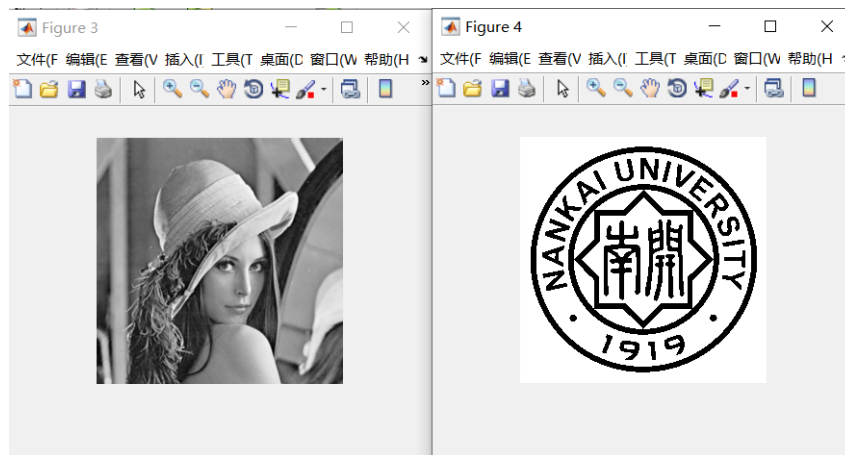 Figure 3
文件(F 编辑(E 查看(V 插入(I 工具(T 桌面(D 窗口(W 帮助(H
Figure 4
文件(F 编辑(E 查看(V 插入(I 工具(T 桌面(D 窗口(W 帮助(H
NANKAI UNIVERSITY
南開
1919